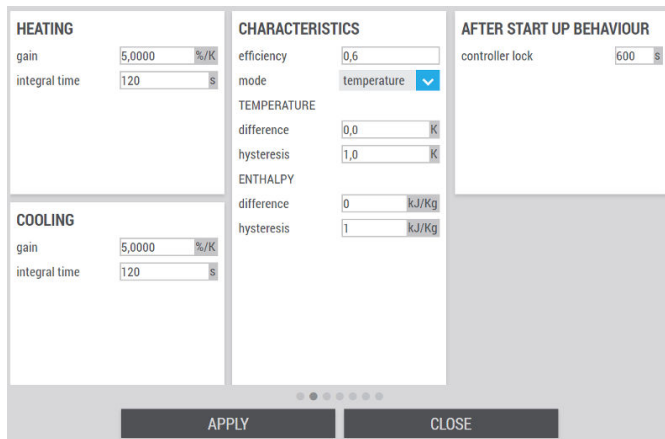 HEATING
gain 5,0000 %/K
integral time 120 s
COOLING
gain 5,0000 %/K
integral time 120 s
CHARACTERISTICS
efficiency 0,6
mode temperature
TEMPERATURE
difference 0,0 K
hysteresis 1,0 K
ENTHALPY
difference 0 kJ/Kg
hysteresis 1 kJ/Kg
AFTER START UP BEHAVIOUR
controller lock 600 s
APPLY CLOSE